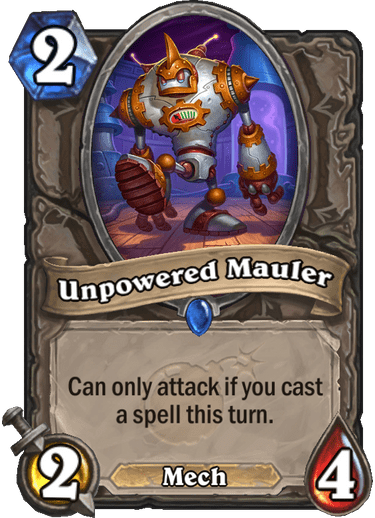 2
Unpowered Mauler
Can only attack if you cast
a spell this turn.
2
Mech
4